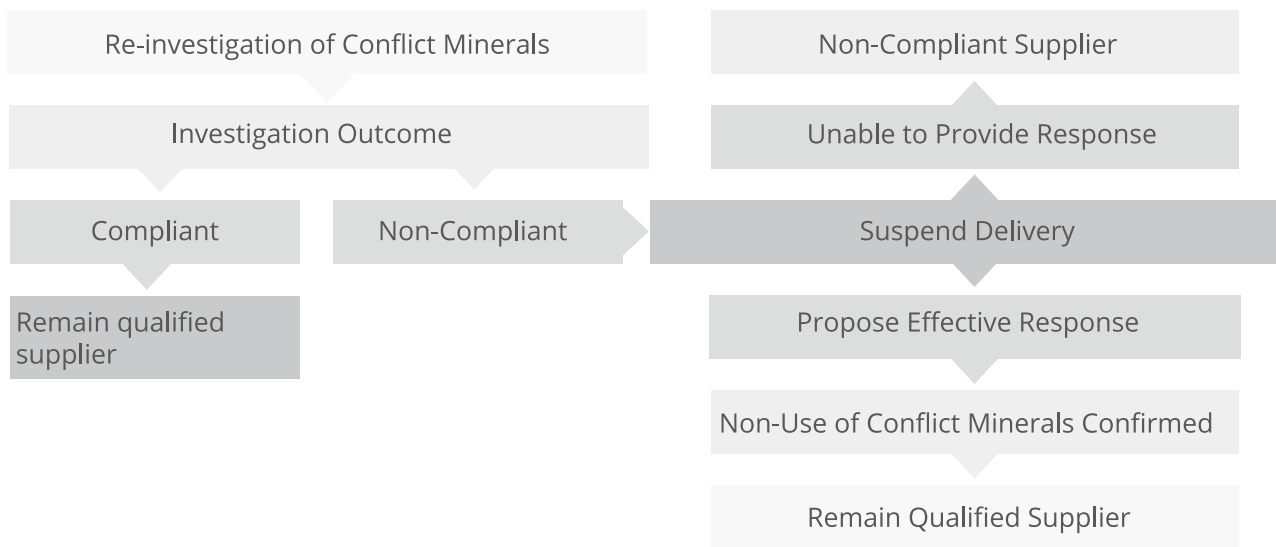 Re-investigation of Conflict Minerals
Investigation Outcome
Compliant
Non-Compliant
Remain qualified
supplier
Non-Compliant Supplier
Unable to Provide Response
Suspend Delivery
Propose Effective Response
Non-Use of Conflict Minerals Confirmed
Remain Qualified Supplier